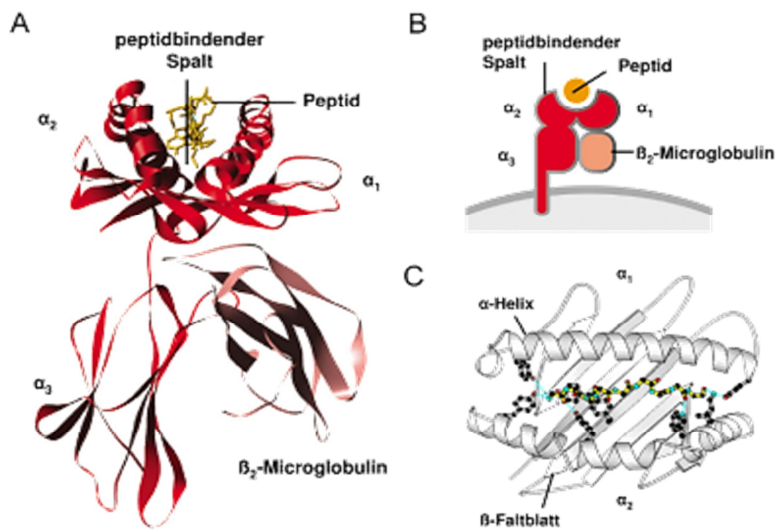 A
peptidbindender
Spalt
Peptid
α2
α1
α3
ß2-Microglobulin
B
peptidbindender
Spalt
Peptid
α2
α1
α3
ß2-Microglobulin
C
α1
α-Helix
α2
ß-Faltblatt